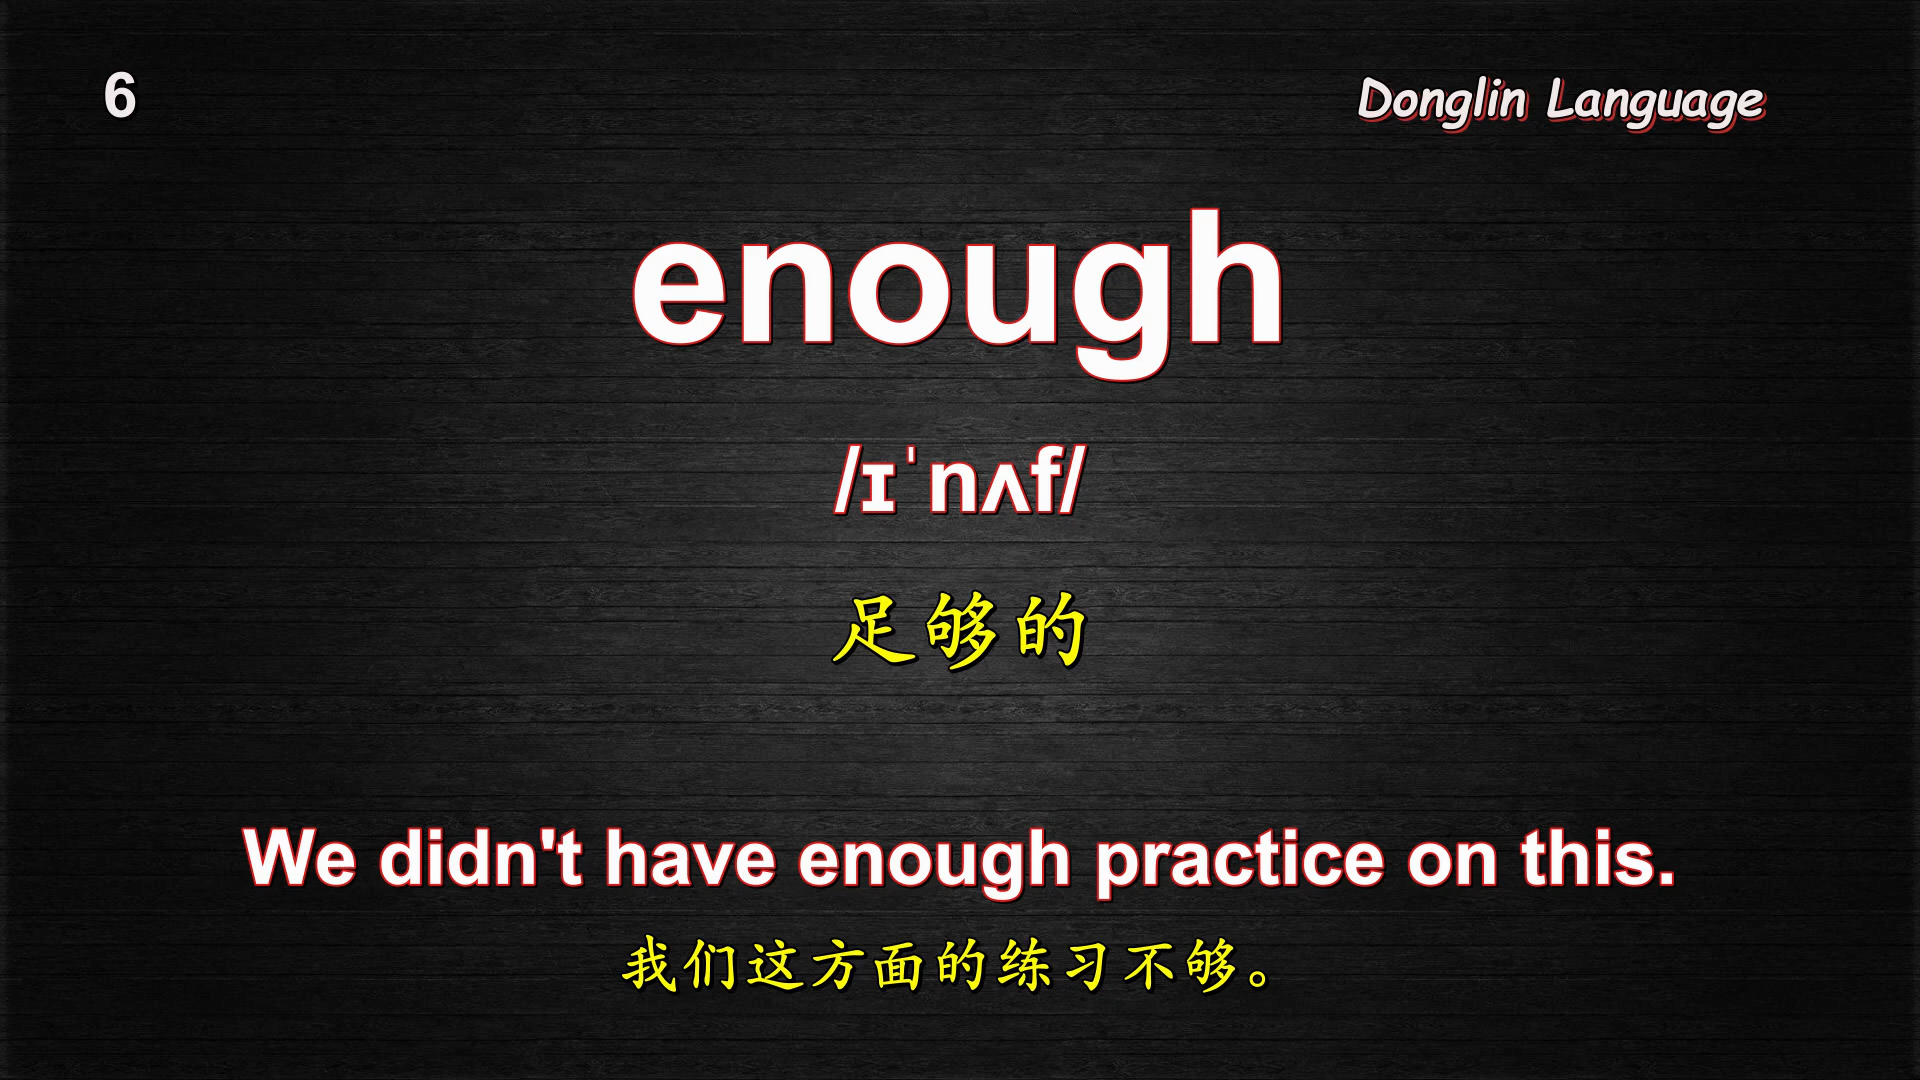 6
Donglin Language
enough
/ɪˈnʌf/
足够的
We didn't have enough practice on this.
我们这方面的练习不够。